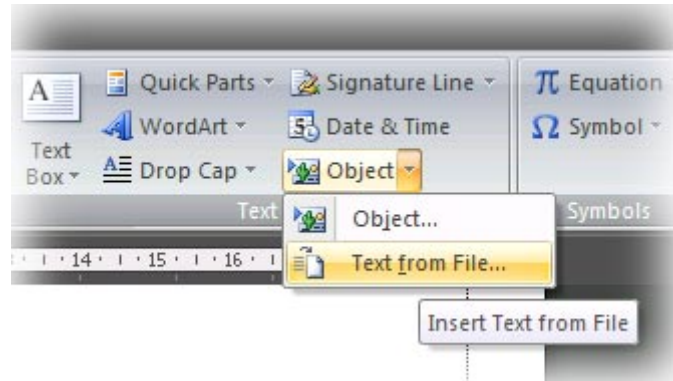 A
Text
Box
Quick Parts
WordArt
A Drop Cap
Signature Line
5 Date & Time
Object
Text
π Equation
Ω Symbol
Symbols
Object...
Text from File...
14 15 16
Insert Text from File